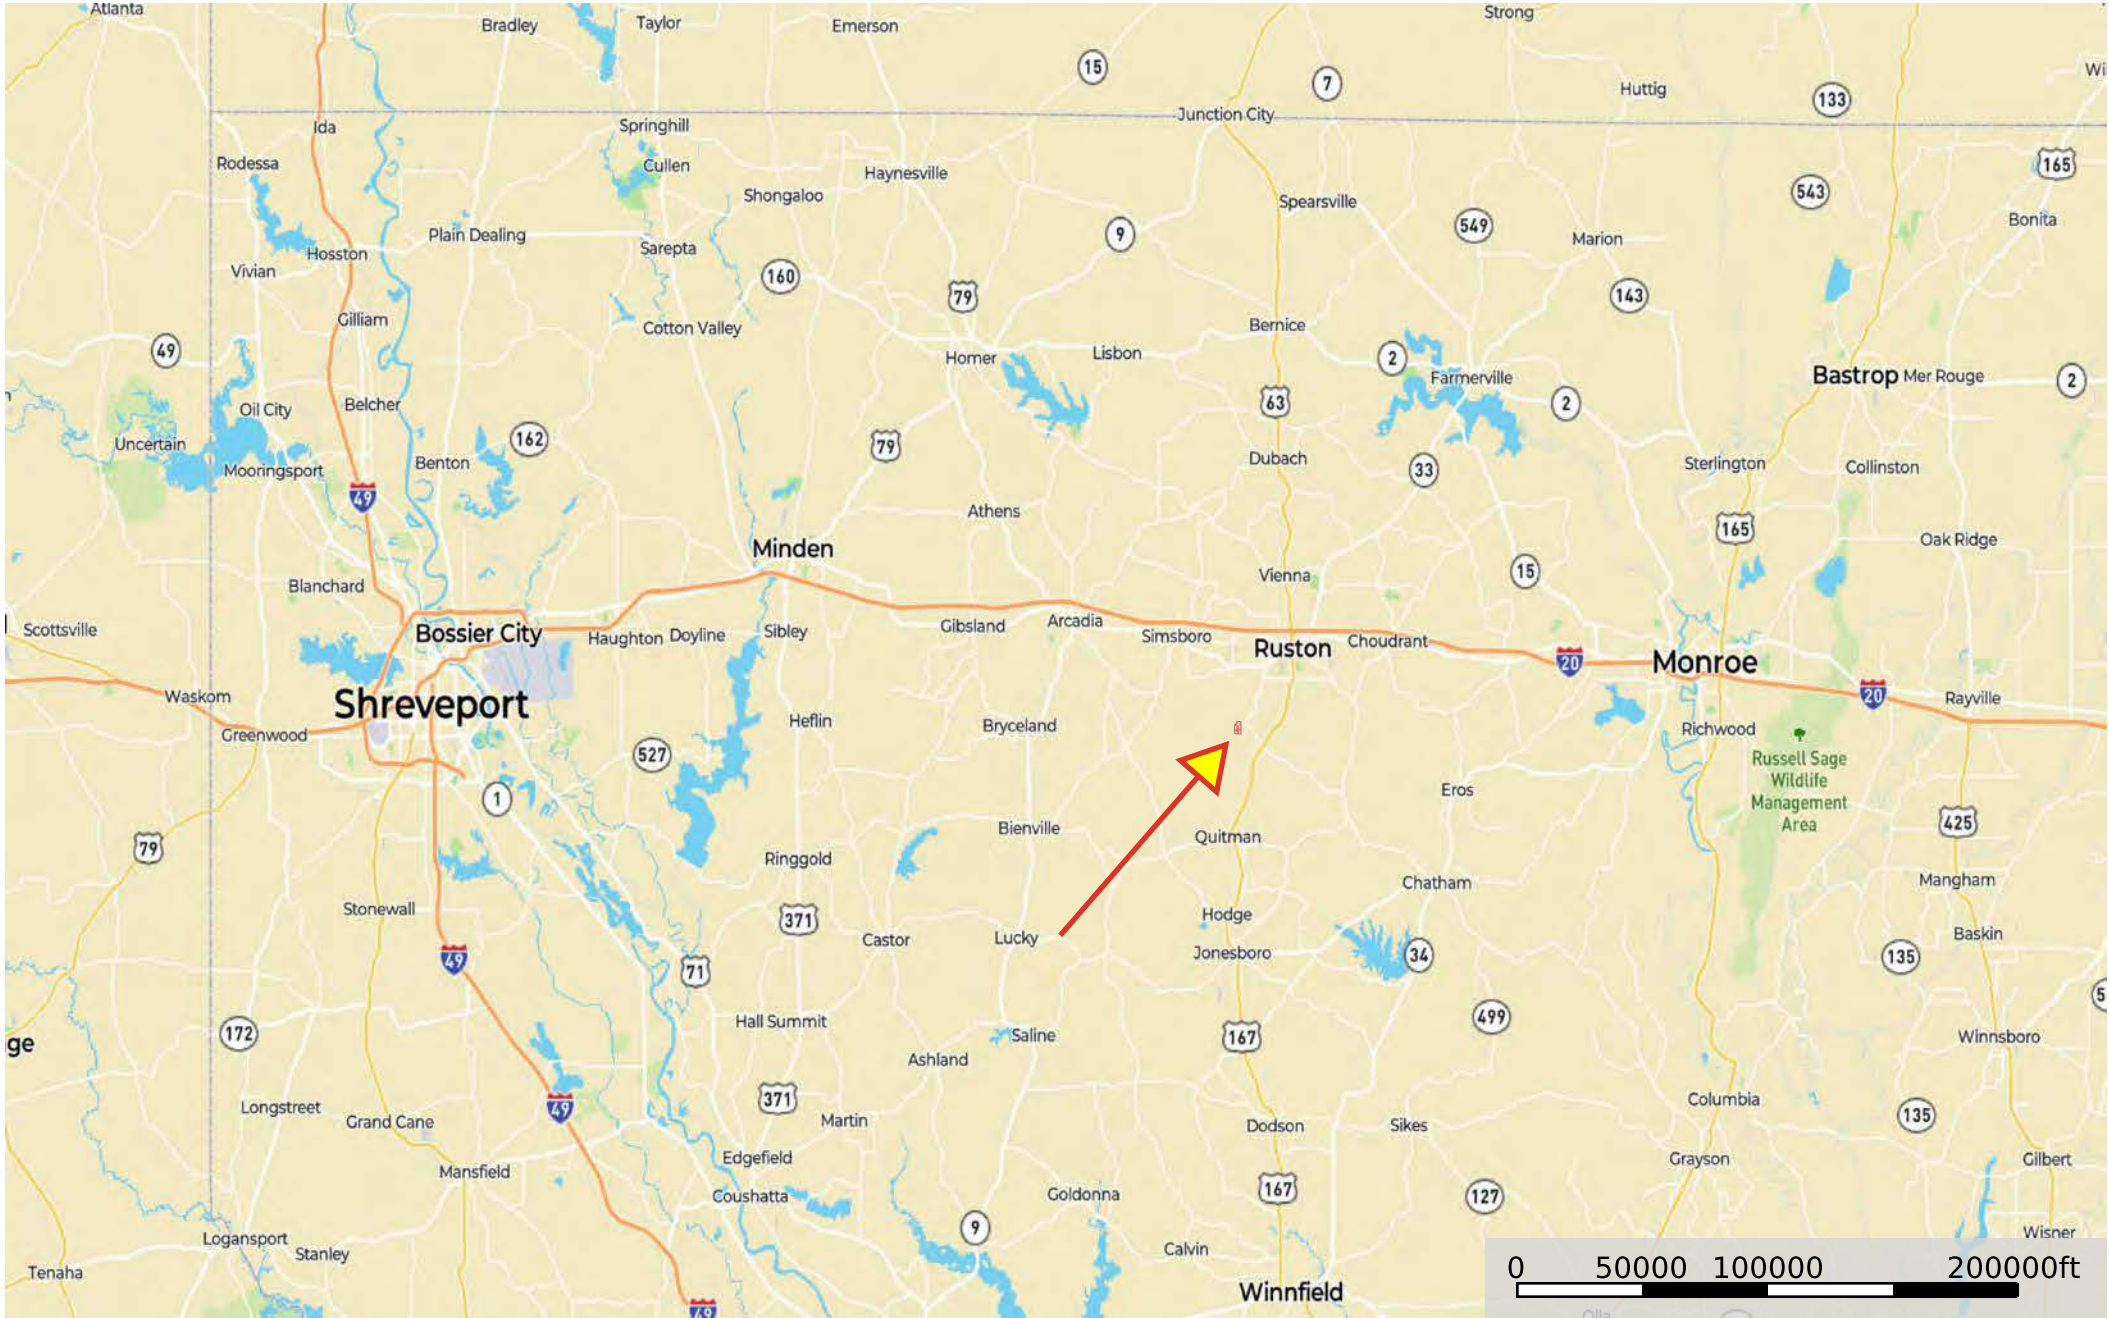 Atlanta
Bradley
Taylor
Emerson
Strong
15
7
Huttig
133
Wi
Junction City
Ida
Springhill
Rodessa
Cullen
Haynesville
165
Shongaloo
Spearsville
543
549
Bonita
Plain Dealing
9
Marion
Hosston
Sarepta
Vivian
160
79
143
Gilliam
Cotton Valley
Bernice
49
Homer
Lisbon
2
Farmerville
Bastrop
Mer Rouge
2
Oil City
Belcher
63
2
Uncertain
162
79
Mooringsport
Benton
Dubach
33
Sterlington
Collinston
49
Athens
165
Minden
Oak Ridge
Blanchard
Vienna
15
Scottsville
Bossier City
Haughton
Doyline
Sibley
Gibsland
Arcadia
Simsboro
Ruston
Choudrant
20
Monroe
Waskom
Shreveport
20
Rayville
Greenwood
Heflin
Bryceland
Richwood
527
Russell Sage
Wildlife
Management
Area
1
Eros
79
Bienville
Quitman
425
Ringgold
Chatham
Mangham
Stonewall
371
Hodge
Castor
Lucky
Jonesboro
34
Baskin
49
71
135
172
Hall Summit
499
ge
Saline
167
Winnsboro
Ashland
Longstreet
49
371
Columbia
Grand Cane
Martin
Dodson
Sikes
135
Mansfield
Edgefield
Grayson
Gilbert
Coushatta
Goldonna
167
127
Logansport
Stanley
9
Calvin
Wisner
Tenaha
Winnfield
49
0 50000 100000 200000ft
Olla